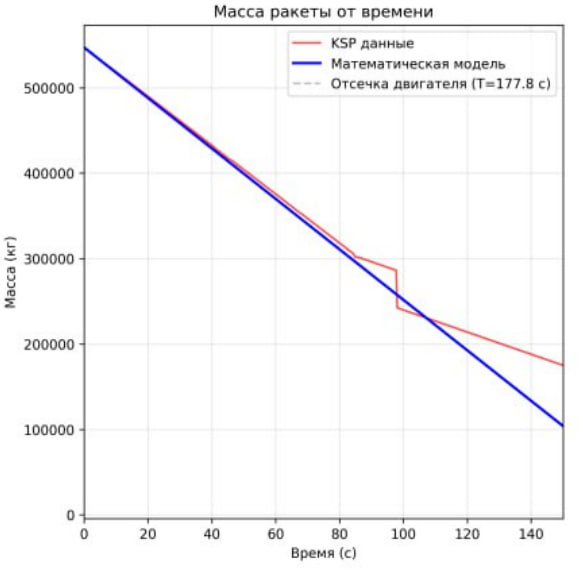 Масса ракеты от времени
KSP данные
Математическая модель
Отсечка двигателя (T=177.8 с)
Масса (кг)
500000
400000
300000
200000
100000
0
0 20 40 60 80 100 120 140
Время (с)